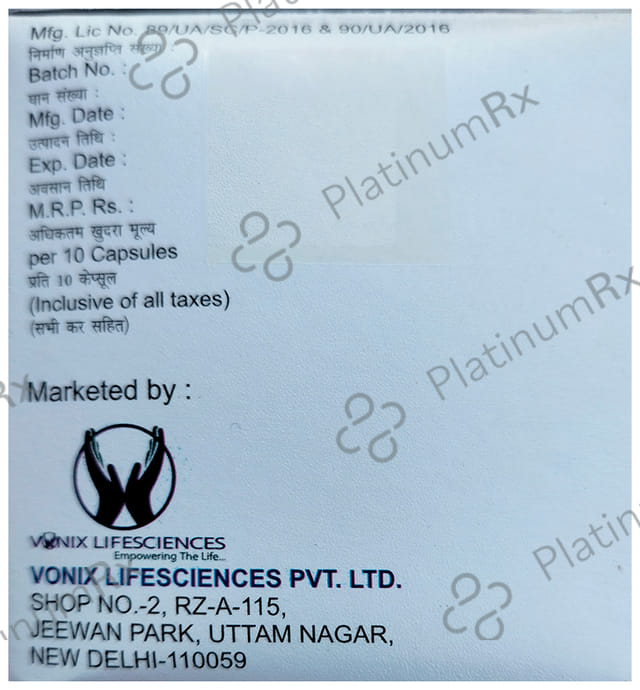 Mfg. Lic No. 89/UA/SC/P-2016 & 90/UA/2016
निर्माण अनुज्ञप्ति संख्या :
Batch No. :
घान संख्या :
Mfg. Date :
उत्पादन तिथि :
Exp. Date :
अवसान तिथि
M.R.P. Rs. :
अधिकतम खुदरा मूल्य
per 10 Capsules
प्रति 10 केप्सूल
(Inclusive of all taxes)
(सभी कर सहित)
Marketed by :
VONIX LIFESCIENCES
Empowering The Life...
VONIX LIFESCIENCES PVT. LTD.
SHOP NO.-2, RZ-A-115,
JEEWAN PARK, UTTAM NAGAR,
NEW DELHI-110059
PlatinumRx
PlatinumRx
Platin